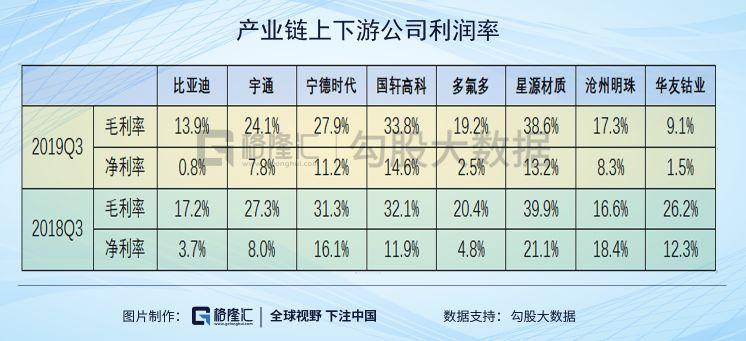 产业链上下游公司利润率
比亚迪 宇通 宁德时代 国轩高科 多氟多 星源材质 沧州明珠 华友钴业
2019Q3 毛利率 13.9% 24.1% 27.9% 33.8% 19.2% 38.6% 17.3% 9.1%
净利率 0.8% 7.8% 11.2% 14.6% 2.5% 13.2% 8.3% 1.5%
2018Q3 毛利率 17.2% 27.3% 31.3% 32.1% 20.4% 39.9% 16.6% 26.2%
净利率 3.7% 8.0% 16.1% 11.9% 4.8% 21.1% 18.4% 12.3%
格隆汇 勾股大数据
www.gelonghui.com
图片制作： 格隆汇 全球视野 下注中国 数据支持： 勾股大数据
www.gelonghui.com